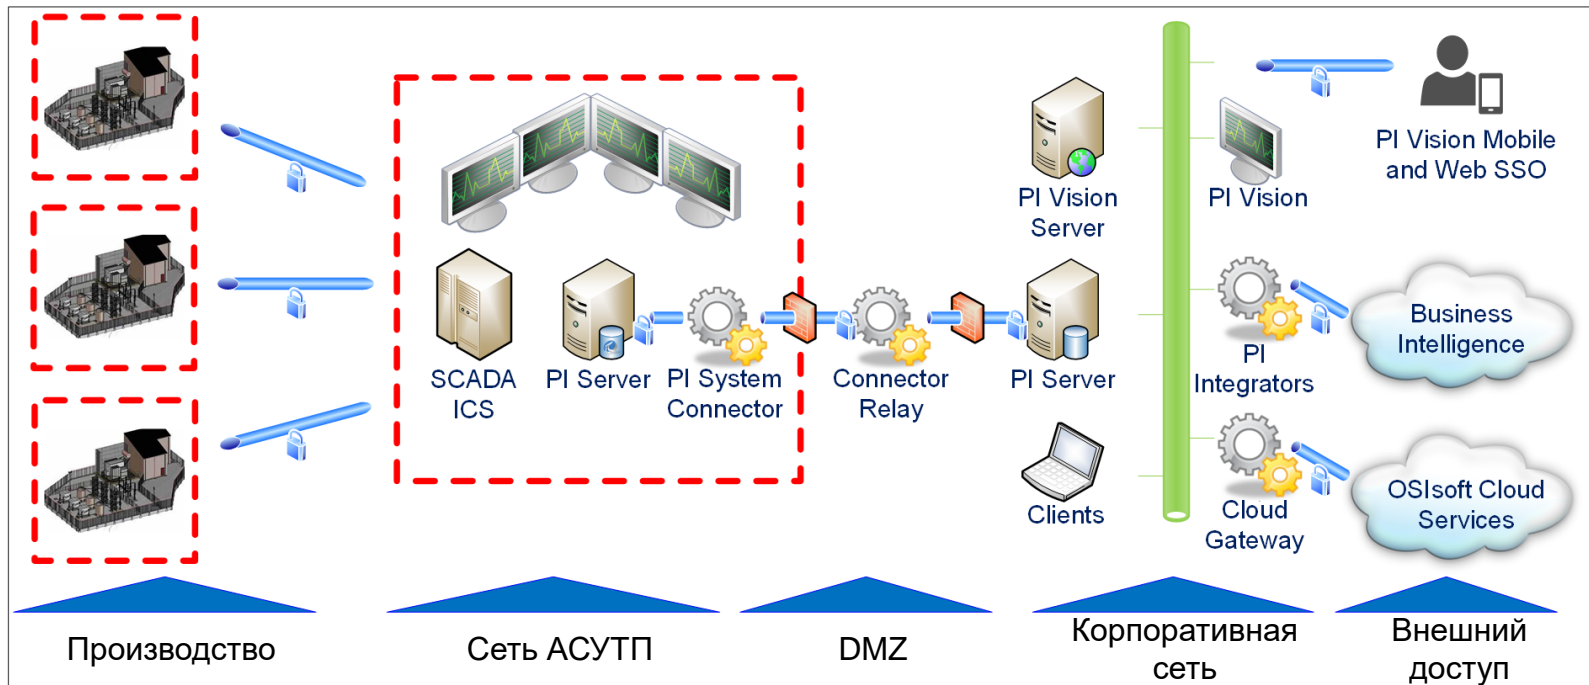 PI Vision Mobile
and Web SSO
PI Vision
Server
PI Vision
SCADA
ICS
PI Server
PI System
Connector
Connector
Relay
PI Server
PI
Integrators
Business
Intelligence
Clients
Cloud
Gateway
OSIsoft Cloud
Services
Производство
Сеть АСУТП
DMZ
Корпоративная
сеть
Внешний
доступ